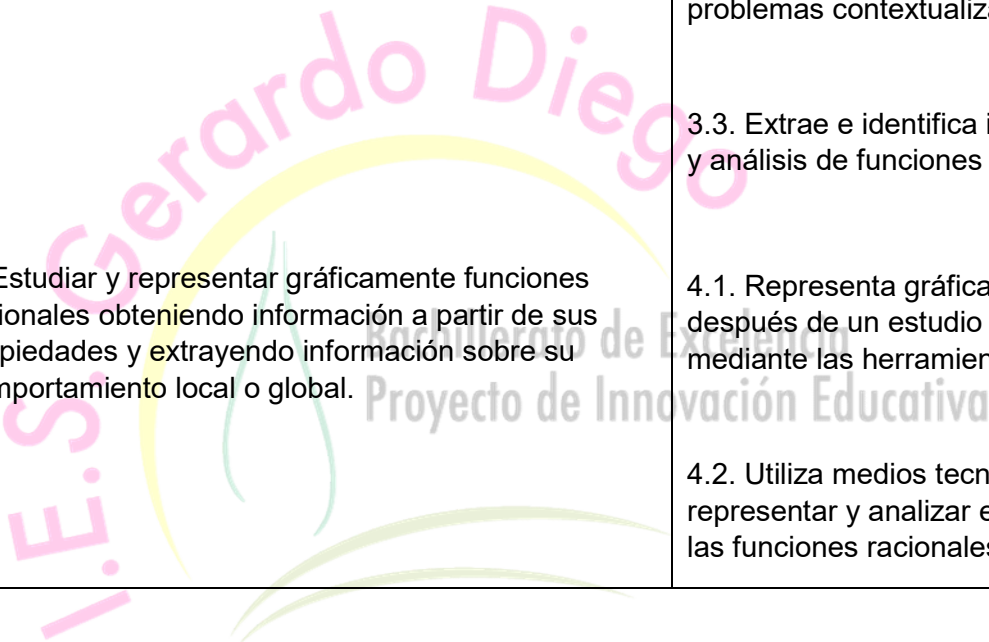 problemas contextualiza
3.3. Extrae e identifica i
y análisis de funciones
Estudiar y representar gráficamente funciones
ionales obteniendo información a partir de sus
piedades y extrayendo información sobre su
mportamiento local o global.
4.1. Representa gráfica
después de un estudio
mediante las herramien
4.2. Utiliza medios tecn
representar y analizar e
las funciones racionales
I.E.S. Gerardo Diego
Bachillerato de Excelencia
Proyecto de Innovación Educativa